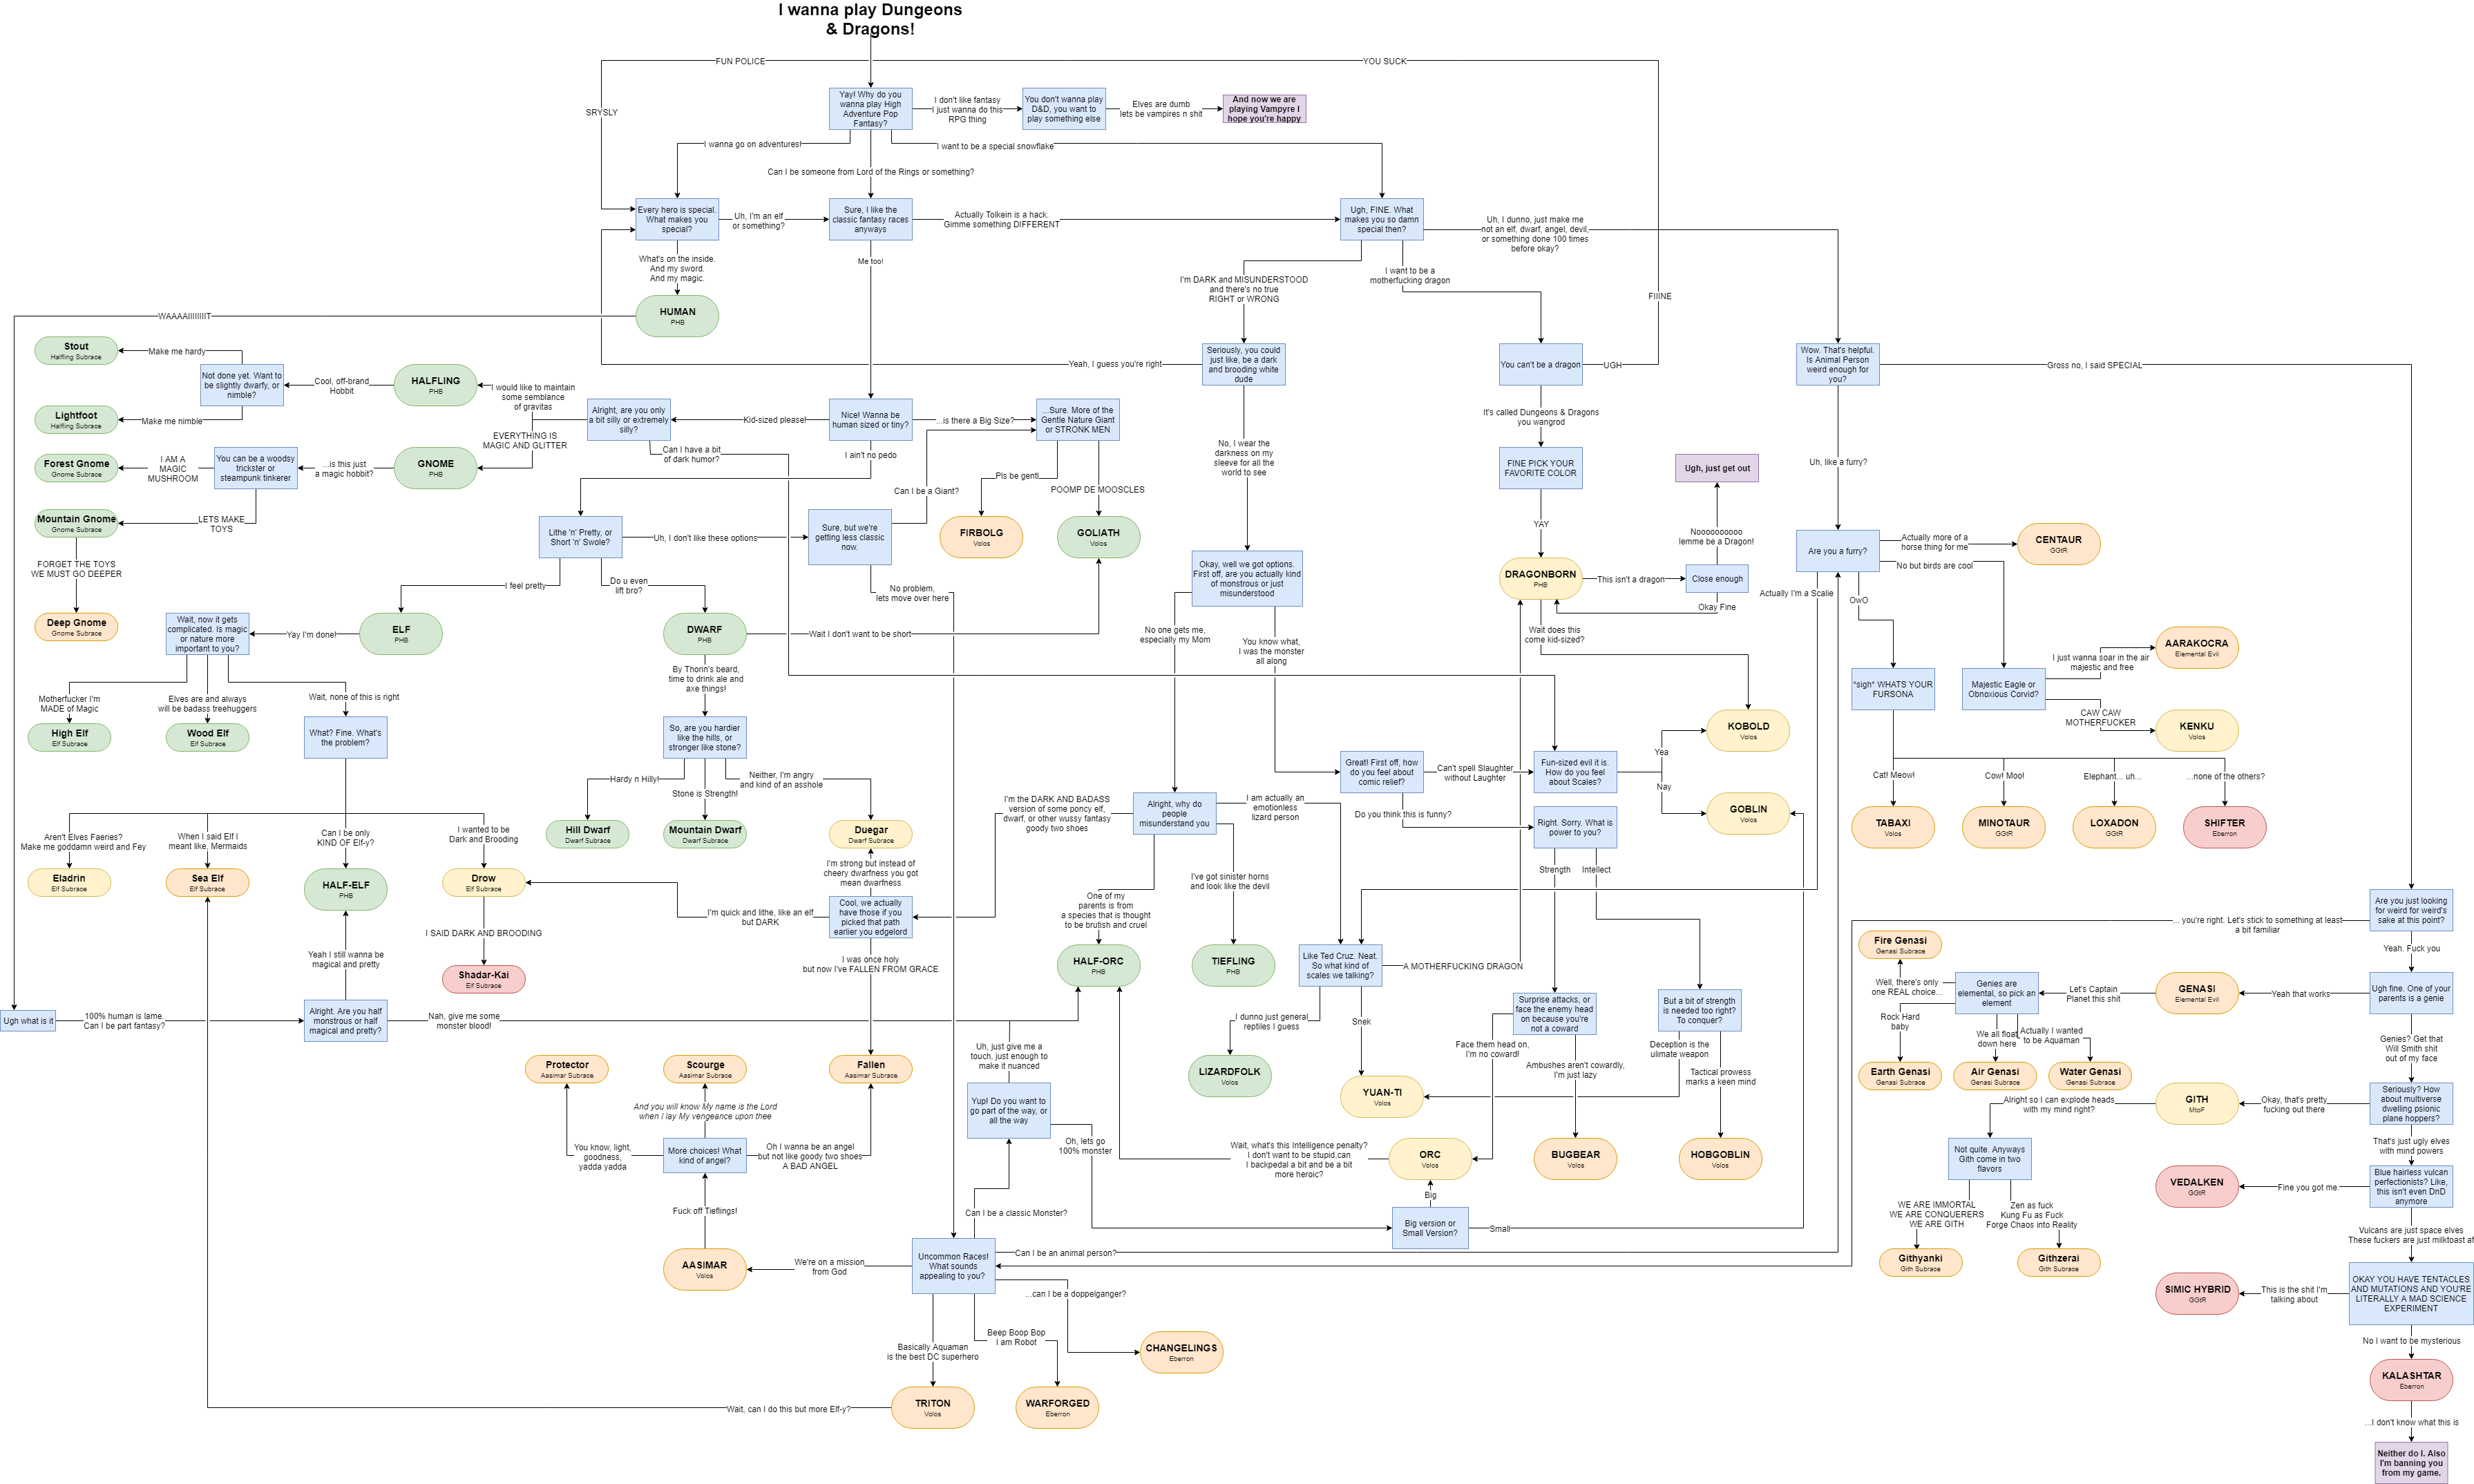 I wanna play Dungeons
& Dragons!
FUN POLICE
YOU SUCK
SRYSLY
Yay! Why do you
wanna play High
Adventure Pop
Fantasy?
I don't like fantasy
I just wanna do this
RPG thing
You don't wanna play
D&D, you want to
play something else
Elves are dumb
lets be vampires n shit
And now we are
playing Vampyre I
hope you're happy
I wanna go on adventures!
I want to be a special snowflake
Can I be someone from Lord of the Rings or something?
Every hero is special.
What makes you
special?
Uh, I'm an elf
or something?
Sure, I like the
classic fantasy races
anyways
Actually Tolkein is a hack.
Gimme something DIFFERENT
Ugh, FINE. What
makes you so damn
special then?
Uh, I dunno, just make me
not an elf, dwarf, angel, devil,
or something done 100 times
before okay?
What's on the inside.
And my sword.
And my magic.
Me too!
I'm DARK and MISUNDERSTOOD
and there's no true
RIGHT or WRONG
I want to be a
motherfucking dragon
FIIINE
WAAAAIIIIIIIIT
HUMAN
PHB
Stout
Halfling Subrace
Make me hardy
Not done yet. Want to
be slightly dwarfy, or
nimble?
Cool, off-brand
Hobbit
HALFLING
PHB
I would like to maintain
some semblance
of gravitas
Lightfoot
Halfling Subrace
Make me nimble
Yeah, I guess you're right
Seriously, you could
just like, be a dark
and brooding white
dude
You can't be a dragon
UGH
Wow. That's helpful.
Is Animal Person
weird enough for
you?
Gross no, I said SPECIAL
Alright, are you only
a bit silly or extremely
silly?
Kid-sized please!
Nice! Wanna be
human sized or tiny?
...is there a Big Size?
...Sure. More of the
Gentle Nature Giant
or STRONK MEN
It's called Dungeons & Dragons
you wangrod
EVERYTHING IS
MAGIC AND GLITTER
Can I have a bit
of dark humor?
I ain't no pedo
No, I wear the
darkness on my
sleeve for all the
world to see
Forest Gnome
Gnome Subrace
I AM A
MAGIC
MUSHROOM
You can be a woodsy
trickster or
steampunk tinkerer
...is this just
a magic hobbit?
GNOME
PHB
FINE PICK YOUR
FAVORITE COLOR
Ugh, just get out
Uh, like a furry?
Pls be gentl
POOMP DE MOOSCLES
Can I be a Giant?
Mountain Gnome
Gnome Subrace
LETS MAKE
TOYS
Lithe 'n' Pretty, or
Short 'n' Swole?
Uh, I don't like these options
Sure, but we're
getting less classic
now.
FIRBOLG
Volos
GOLIATH
Volos
YAY
Noooooooooo
lemme be a Dragon!
Are you a furry?
Actually more of a
horse thing for me
CENTAUR
GGtR
No but birds are cool
FORGET THE TOYS
WE MUST GO DEEPER
I feel pretty
Do u even
lift bro?
No problem,
lets move over here
Okay, well we got options.
First off, are you actually kind
of monstrous or just
misunderstood
DRAGONBORN
PHB
This isn't a dragon
Close enough
Okay Fine
Actually I'm a Scalie
OwO
Deep Gnome
Gnome Subrace
Wait, now it gets
complicated. Is magic
or nature more
important to you?
Yay I'm done!
ELF
PHB
DWARF
PHB
Wait I don't want to be short
No one gets me,
especially my Mom
You know what,
I was the monster
all along
Wait does this
come kid-sized?
AARAKOCRA
Elemental Evil
I just wanna soar in the air
majestic and free
By Thorin's beard,
time to drink ale and
axe things!
*sigh* WHATS YOUR
FURSONA
Majestic Eagle or
Obnoxious Corvid?
Motherfucker I'm
MADE of Magic
Elves are and always
will be badass treehuggers
Wait, none of this is right
CAW CAW
MOTHERFUCKER
KENKU
Volos
High Elf
Elf Subrace
Wood Elf
Elf Subrace
What? Fine. What's
the problem?
So, are you hardier
like the hills, or
stronger like stone?
KOBOLD
Volos
Hardy n Hilly!
Stone is Strength!
Neither, I'm angry
and kind of an asshole
Great! First off, how
do you feel about
comic relief?
Can't spell Slaughter
without Laughter
Fun-sized evil it is.
How do you feel
about Scales?
Yea
Nay
Cat! Meow!
Cow! Moo!
Elephant... uh...
...none of the others?
I'm the DARK AND BADASS
version of some poncy elf,
dwarf, or other wussy fantasy
goody two shoes
Alright, why do
people
misunderstand you
I am actually an
emotionless
lizard person
Do you think this is funny?
Right. Sorry. What is
power to you?
GOBLIN
Volos
Aren't Elves Faeries?
Make me goddamn weird and Fey
When I said Elf I
meant like, Mermaids
Can I be only
KIND OF Elf-y?
I wanted to be
Dark and Brooding
Hill Dwarf
Dwarf Subrace
Mountain Dwarf
Dwarf Subrace
Duegar
Dwarf Subrace
TABAXI
Volos
MINOTAUR
GGtR
LOXADON
GGtR
SHIFTER
Eberron
Eladrin
Elf Subrace
Sea Elf
Elf Subrace
HALF-ELF
PHB
Drow
Elf Subrace
I'm strong but instead of
cheery dwarfness you got
mean dwarfness
I've got sinister horns
and look like the devil
Strength
Intellect
I'm quick and lithe, like an elf
but DARK
Cool, we actually
have those if you
picked that path
earlier you edgelord
One of my
parents is from
a species that is thought
to be brutish and cruel
Are you just looking
for weird for weird's
sake at this point?
... you're right. Let's stick to something at least
a bit familiar
I SAID DARK AND BROODING
Yeah I still wanna be
magical and pretty
I was once holy
but now I've FALLEN FROM GRACE
HALF-ORC
PHB
TIEFLING
PHB
Like Ted Cruz. Neat.
So what kind of
scales we talking?
A MOTHERFUCKING DRAGON
Fire Genasi
Genasi Subrace
Yeah. Fuck you
Shadar-Kai
Elf Subrace
Well, there's only
one REAL choice...
Genies are
elemental, so pick an
element
Let's Captain
Planet this shit
GENASI
Elemental Evil
Yeah that works
Ugh fine. One of your
parents is a genie
Ugh what is it
100% human is lame.
Can I be part fantasy?
Alright. Are you half
monstrous or half
magical and pretty?
Nah, give me some
monster blood!
I dunno just general
reptiles I guess
Snek
Surprise attacks, or
face the enemy head
on because you're
not a coward
But a bit of strength
is needed too right?
To conquer?
Rock Hard
baby
We all float
down here
Actually I wanted
to be Aquaman
Uh, just give me a
touch, just enough to
make it nuanced
Face them head on,
I'm no coward!
Deception is the
ulimate weapon
Genies? Get that
Will Smith shit
out of my face
Protector
Aasimar Subrace
Scourge
Aasimar Subrace
Fallen
Aasimar Subrace
LIZARDFOLK
Volos
Ambushes aren't cowardly,
I'm just lazy
Tactical prowess
marks a keen mind
Earth Genasi
Genasi Subrace
Air Genasi
Genasi Subrace
Water Genasi
Genasi Subrace
YUAN-TI
Volos
And you will know My name is the Lord
when I lay My vengeance upon thee
Yup! Do you want to
go part of the way, or
all the way
Alright so I can explode heads
with my mind right?
GITH
MtoF
Okay, that's pretty
fucking out there
Seriously? How
about multiverse
dwelling psionic
plane hoppers?
You know, light,
goodness,
yadda yadda
More choices! What
kind of angel?
Oh I wanna be an angel
but not like goody two shoes
A BAD ANGEL
Oh, lets go
100% monster
Wait, what's this Intelligence penalty?
I don't want to be stupid,can
I backpedal a bit and be a bit
more heroic?
ORC
Volos
BUGBEAR
Volos
HOBGOBLIN
Volos
Not quite. Anyways
Gith come in two
flavors
That's just ugly elves
with mind powers
VEDALKEN
GGtR
Fine you got me.
Blue hairless vulcan
perfectionists? Like,
this isn't even DnD
anymore
Big
Fuck off Tieflings!
Can I be a classic Monster?
Big version or
Small Version?
Small
WE ARE IMMORTAL
WE ARE CONQUERERS
WE ARE GITH
Zen as fuck
Kung Fu as Fuck
Forge Chaos into Reality
Vulcans are just space elves
These fuckers are just milktoast af
AASIMAR
Volos
We're on a mission
from God
Uncommon Races!
What sounds
appealing to you?
Can I be an animal person?
Githyanki
Gith Subrace
Githzerai
Gith Subrace
...can I be a doppelganger?
SIMIC HYBRID
GGtR
This is the shit I'm
talking about
OKAY YOU HAVE TENTACLES
AND MUTATIONS AND YOU'RE
LITERALLY A MAD SCIENCE
EXPERIMENT
Basically Aquaman
is the best DC superhero
Beep Boop Bop
I am Robot
CHANGELINGS
Eberron
No I want to be mysterious
KALASHTAR
Eberron
Wait, can I do this but more Elf-y?
TRITON
Volos
WARFORGED
Eberron
...I don't know what this is
Neither do I. Also
I'm banning you
from my game.